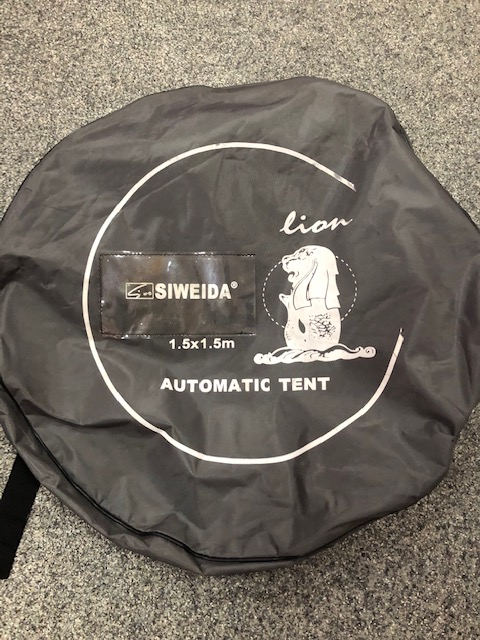 lion
SIWEIDA®
1.5x1.5m
AUTOMATIC TENT